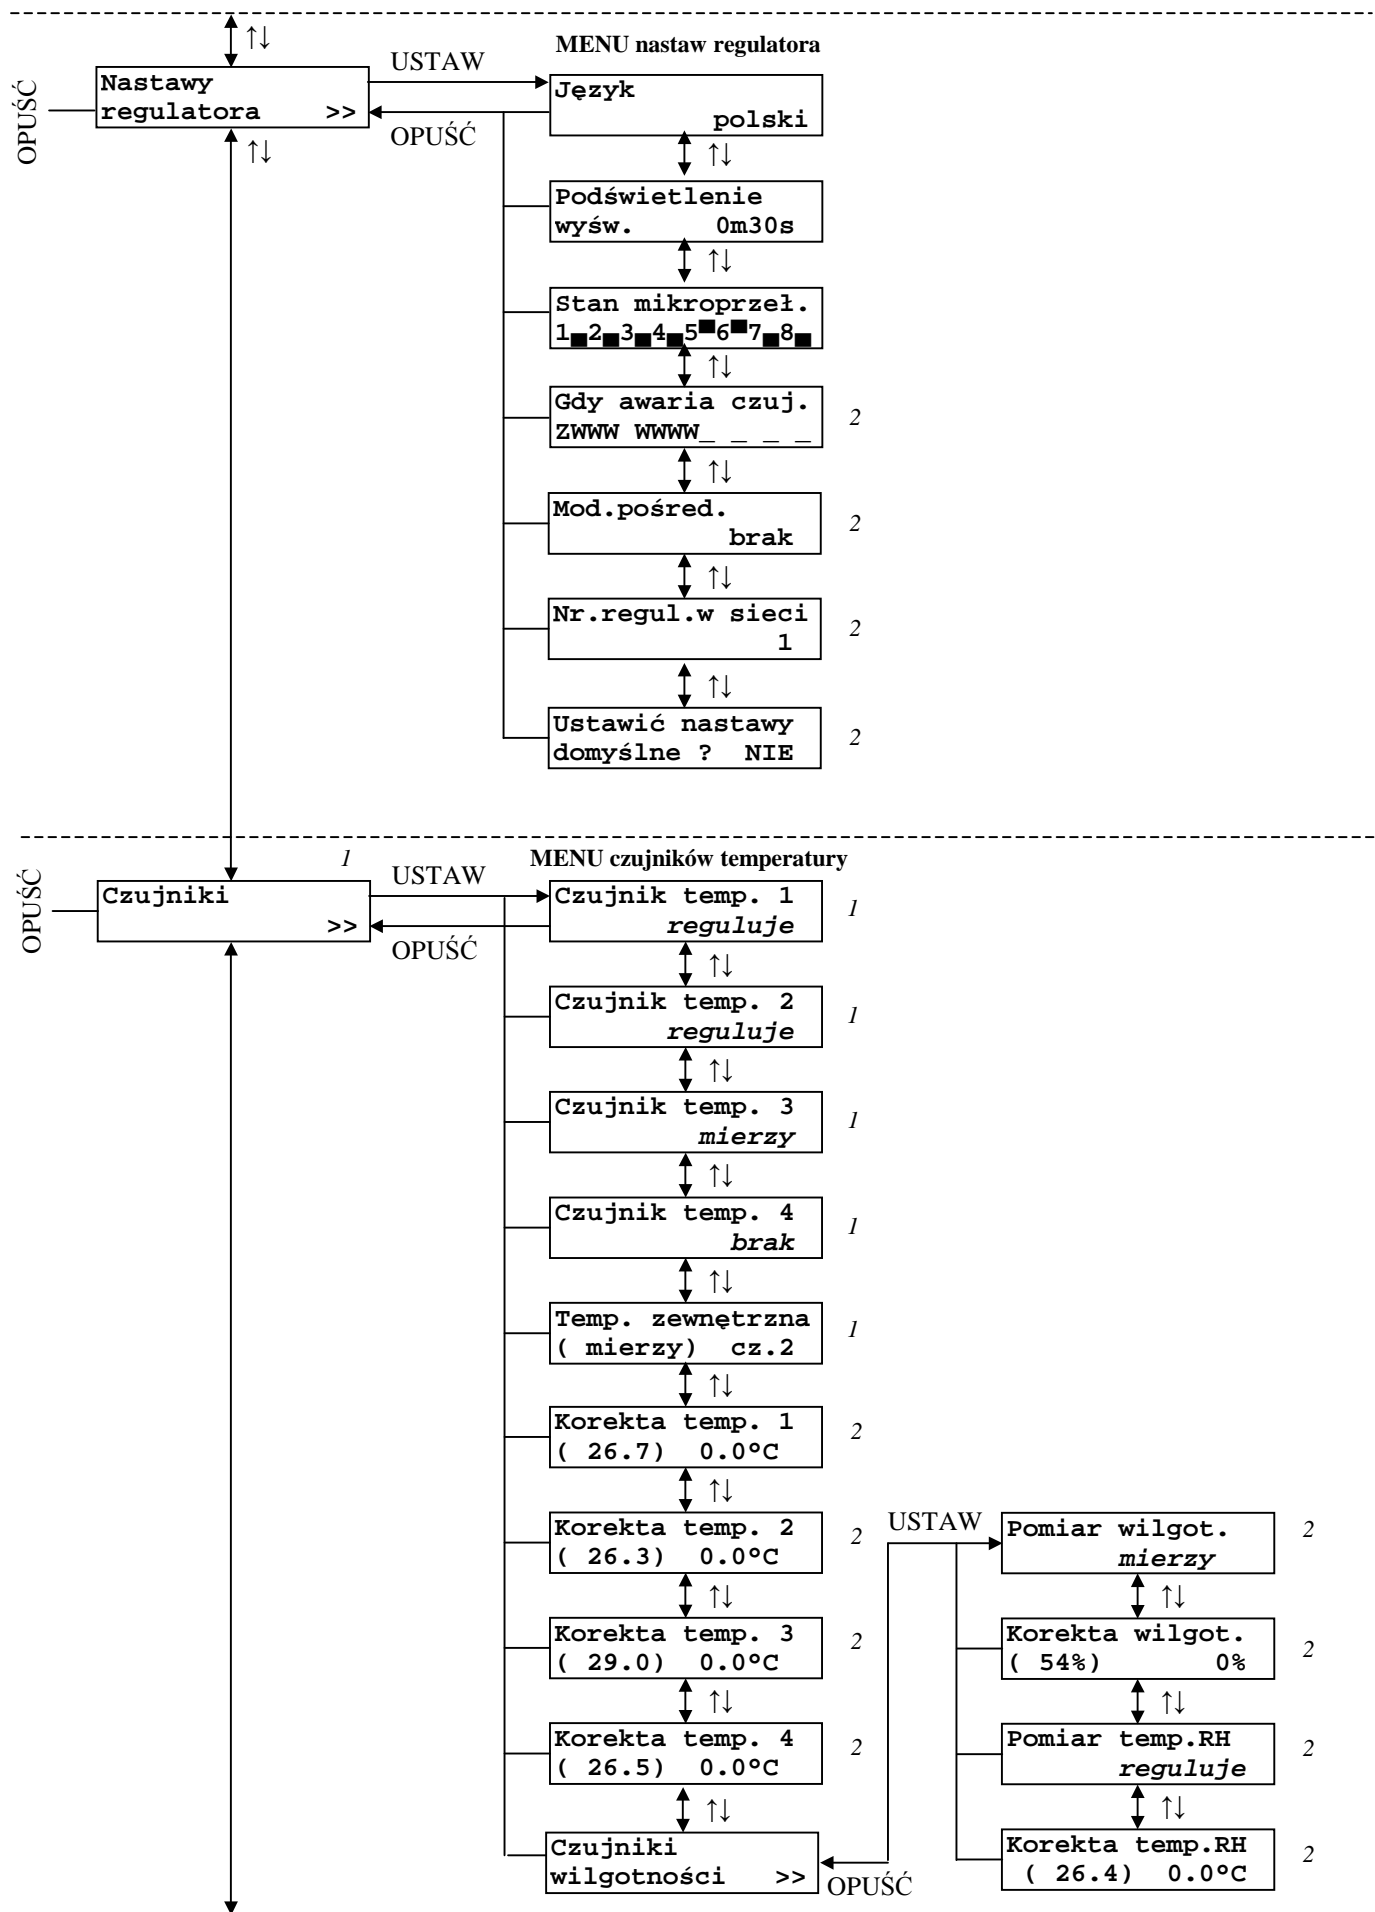 ↑↓
MENU nastaw regulatora
OPUŚĆ
Nastawy
regulatora >>
USTAW
OPUŚĆ
↑↓
Język
polski
↑↓
Podświetlenie
wyśw. 0m30s
↑↓
Stan mikroprzeł.
1▄2▄3▄4▄5▀6▀7▄8▄
↑↓
Gdy awaria czuj.
ZWWW WWWW_ _ _ _
2
↑↓
Mod.pośred.
brak
2
↑↓
Nr.regul.w sieci
1
2
↑↓
Ustawić nastawy
domyślne ? NIE
2
1
MENU czujników temperatury
OPUŚĆ
Czujniki
>>
USTAW
OPUŚĆ
Czujnik temp. 1
reguluje
1
↑↓
Czujnik temp. 2
reguluje
1
↑↓
Czujnik temp. 3
mierzy
1
↑↓
Czujnik temp. 4
brak
1
↑↓
Temp. zewnętrzna
( mierzy) cz.2
1
↑↓
Korekta temp. 1
( 26.7) 0.0°C
2
↑↓
Korekta temp. 2
( 26.3) 0.0°C
2
↑↓
Korekta temp. 3
( 29.0) 0.0°C
2
↑↓
Korekta temp. 4
( 26.5) 0.0°C
2
↑↓
Czujniki
wilgotności >>
USTAW
OPUŚĆ
Pomiar wilgot.
mierzy
2
↑↓
Korekta wilgot.
( 54%) 0%
2
↑↓
Pomiar temp.RH
reguluje
2
↑↓
Korekta temp.RH
( 26.4) 0.0°C
2